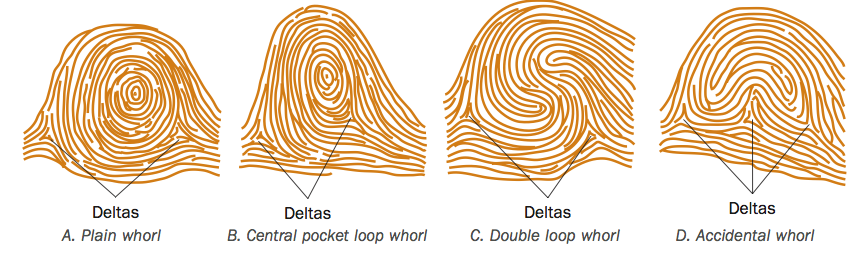 Deltas
Deltas
Deltas
Deltas
A. Plain whorl
B. Central pocket loop whorl
C. Double loop whorl
D. Accidental whorl